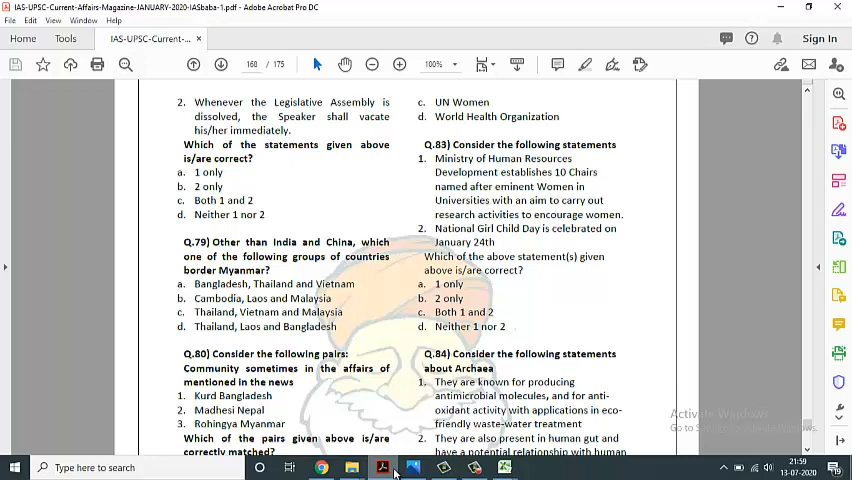 IAS-UPSC-Current-Affairs-Magazine-JANUARY-2020-IASbaba-1.pdf - Adobe Acrobat Pro DC
File Edit View Window Help
Home Tools IAS-UPSC-Current-... × Sign In
168 / 175 100%
2. Whenever the Legislative Assembly is
dissolved, the Speaker shall vacate
his/her immediately.
Which of the statements given above
is/are correct?
a. 1 only
b. 2 only
c. Both 1 and 2
d. Neither 1 nor 2
Q.79) Other than India and China, which
one of the following groups of countries
border Myanmar?
a. Bangladesh, Thailand and Vietnam
b. Cambodia, Laos and Malaysia
c. Thailand, Vietnam and Malaysia
d. Thailand, Laos and Bangladesh
Q.80) Consider the following pairs:
Community sometimes in the affairs of
mentioned in the news
1. Kurd Bangladesh
2. Madhesi Nepal
3. Rohingya Myanmar
Which of the pairs given above is/are
correctly matched?
c. UN Women
d. World Health Organization
Q.83) Consider the following statements
1. Ministry of Human Resources
Development establishes 10 Chairs
named after eminent Women in
Universities with an aim to carry out
research activities to encourage women.
2. National Girl Child Day is celebrated on
January 24th
Which of the above statement(s) given
above is/are correct?
a. 1 only
b. 2 only
c. Both 1 and 2
d. Neither 1 nor 2
Q.84) Consider the following statements
about Archaea
1. They are known for producing
antimicrobial molecules, and for anti-
oxidant activity with applications in eco-
friendly waste-water treatment
2. They are also present in human gut and
have a potential relationship with human
Activate Windows
Go to Settings to activate Windows.
Type here to search
21:59
13-07-2020
19